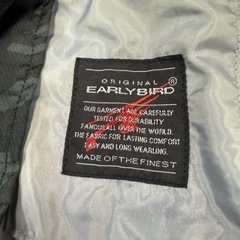 ORIGINAL
EARLYBIRD®
OUR GARMENT ARE CAREFULLY
TESTED FOR DURABILITY
FAMOUS ALL OVER THE WORLD.
THE FABRIC FOR LASTING COMFORT
EASY AND LONG WEARLING.
MADE OF THE FINEST